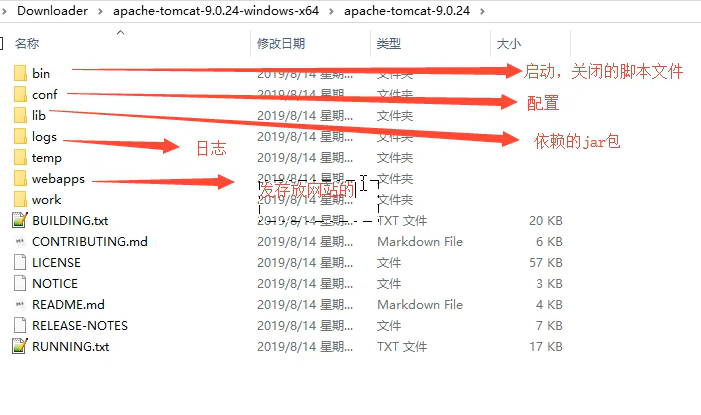 Downloader > apache-tomcat-9.0.24-windows-x64 > apache-tomcat-9.0.24 >
名称 修改日期 类型 大小
bin 2019/8/14 星期... 文件夹 启动，关闭的脚本文件
conf 2019/8/14 星期... 文件夹 配置
lib 2019/8/14 星期... 文件夹 依赖的jar包
logs 日志 2019/8/14 星期... 文件夹
temp 2019/8/14 星期... 文件夹
webapps 2019/8/14 星期... 文件夹
发存放网站的
work 2019/8/14 星期... 文件夹
BUILDING.txt 2019/8/14 星期... TXT 文件 20 KB
CONTRIBUTING.md 2019/8/14 星期... Markdown File 6 KB
LICENSE 2019/8/14 星期... 文件 57 KB
NOTICE 2019/8/14 星期... 文件 3 KB
README.md 2019/8/14 星期... Markdown File 4 KB
RELEASE-NOTES 2019/8/14 星期... 文件 7 KB
RUNNING.txt 2019/8/14 星期... TXT 文件 17 KB